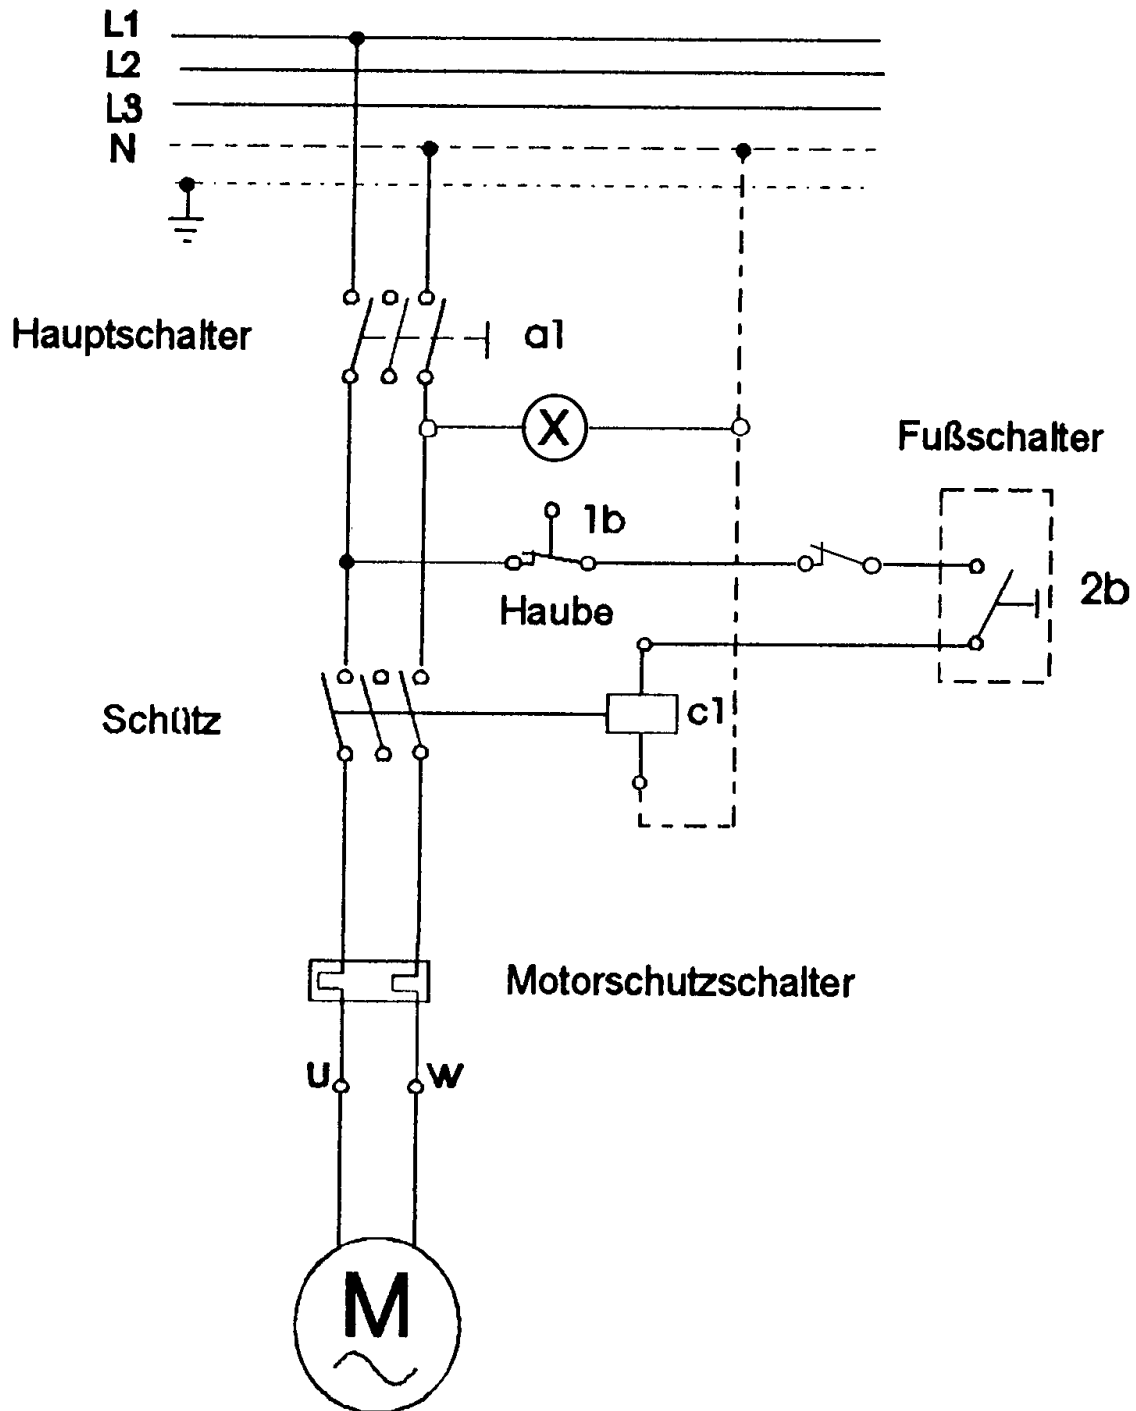 L1
L2
L3
N
Hauptschalter
a1
X
Fußschalter
1b
Haube
2b
Schütz
c1
Motorschutzschalter
u
w
M